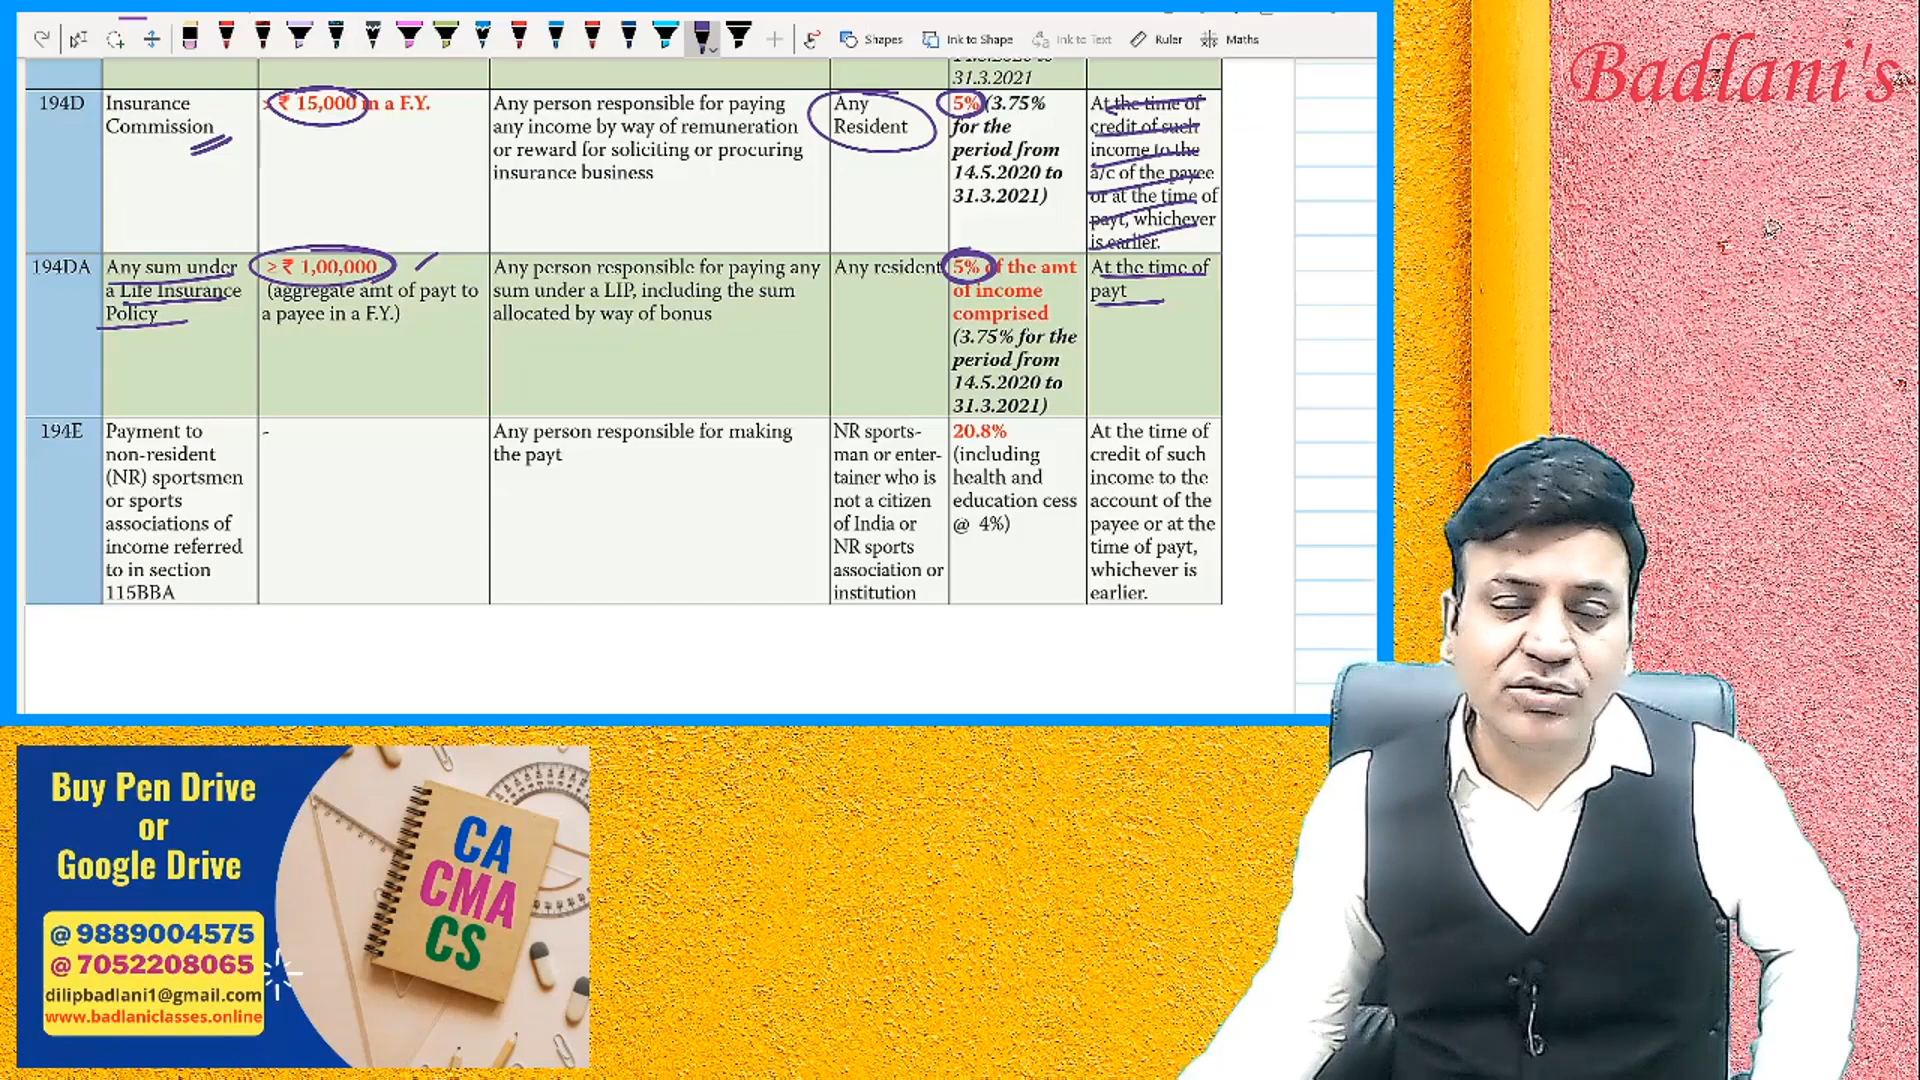 Shapes
Ink to Shape
Ink to Text
Ruler
Maths
Badlani's
31.3.2021
194D
Insurance
Commission
> ₹ 15,000 in a F.Y.
Any person responsible for paying
any income by way of remuneration
or reward for soliciting or procuring
insurance business
Any
Resident
5% (3.75%
for the
period from
14.5.2020 to
31.3.2021)
At the time of
credit of such
income to the
a/c of the payee
or at the time of
payt, whichever
is earlier.
194DA
Any sum under
a Life Insurance
Policy
> ₹ 1,00,000
(aggregate amt of payt to
a payee in a F.Y.)
Any person responsible for paying any
sum under a LIP, including the sum
allocated by way of bonus
Any resident
5% of the amt
of income
comprised
(3.75% for the
period from
14.5.2020 to
31.3.2021)
At the time of
payt
194E
Payment to
non-resident
(NR) sportsmen
or sports
associations of
income referred
to in section
115BBA
-
Any person responsible for making
the payt
NR sports-
man or enter-
tainer who is
not a citizen
of India or
NR sports
association or
institution
20.8%
(including
health and
education cess
@ 4%)
At the time of
credit of such
income to the
account of the
payee or at the
time of payt,
whichever is
earlier.
Buy Pen Drive
or
Google Drive
@ 9889004575
@ 7052208065
dilipbadlani1@gmail.com
www.badlaniclasses.online
CA
CMA
CS